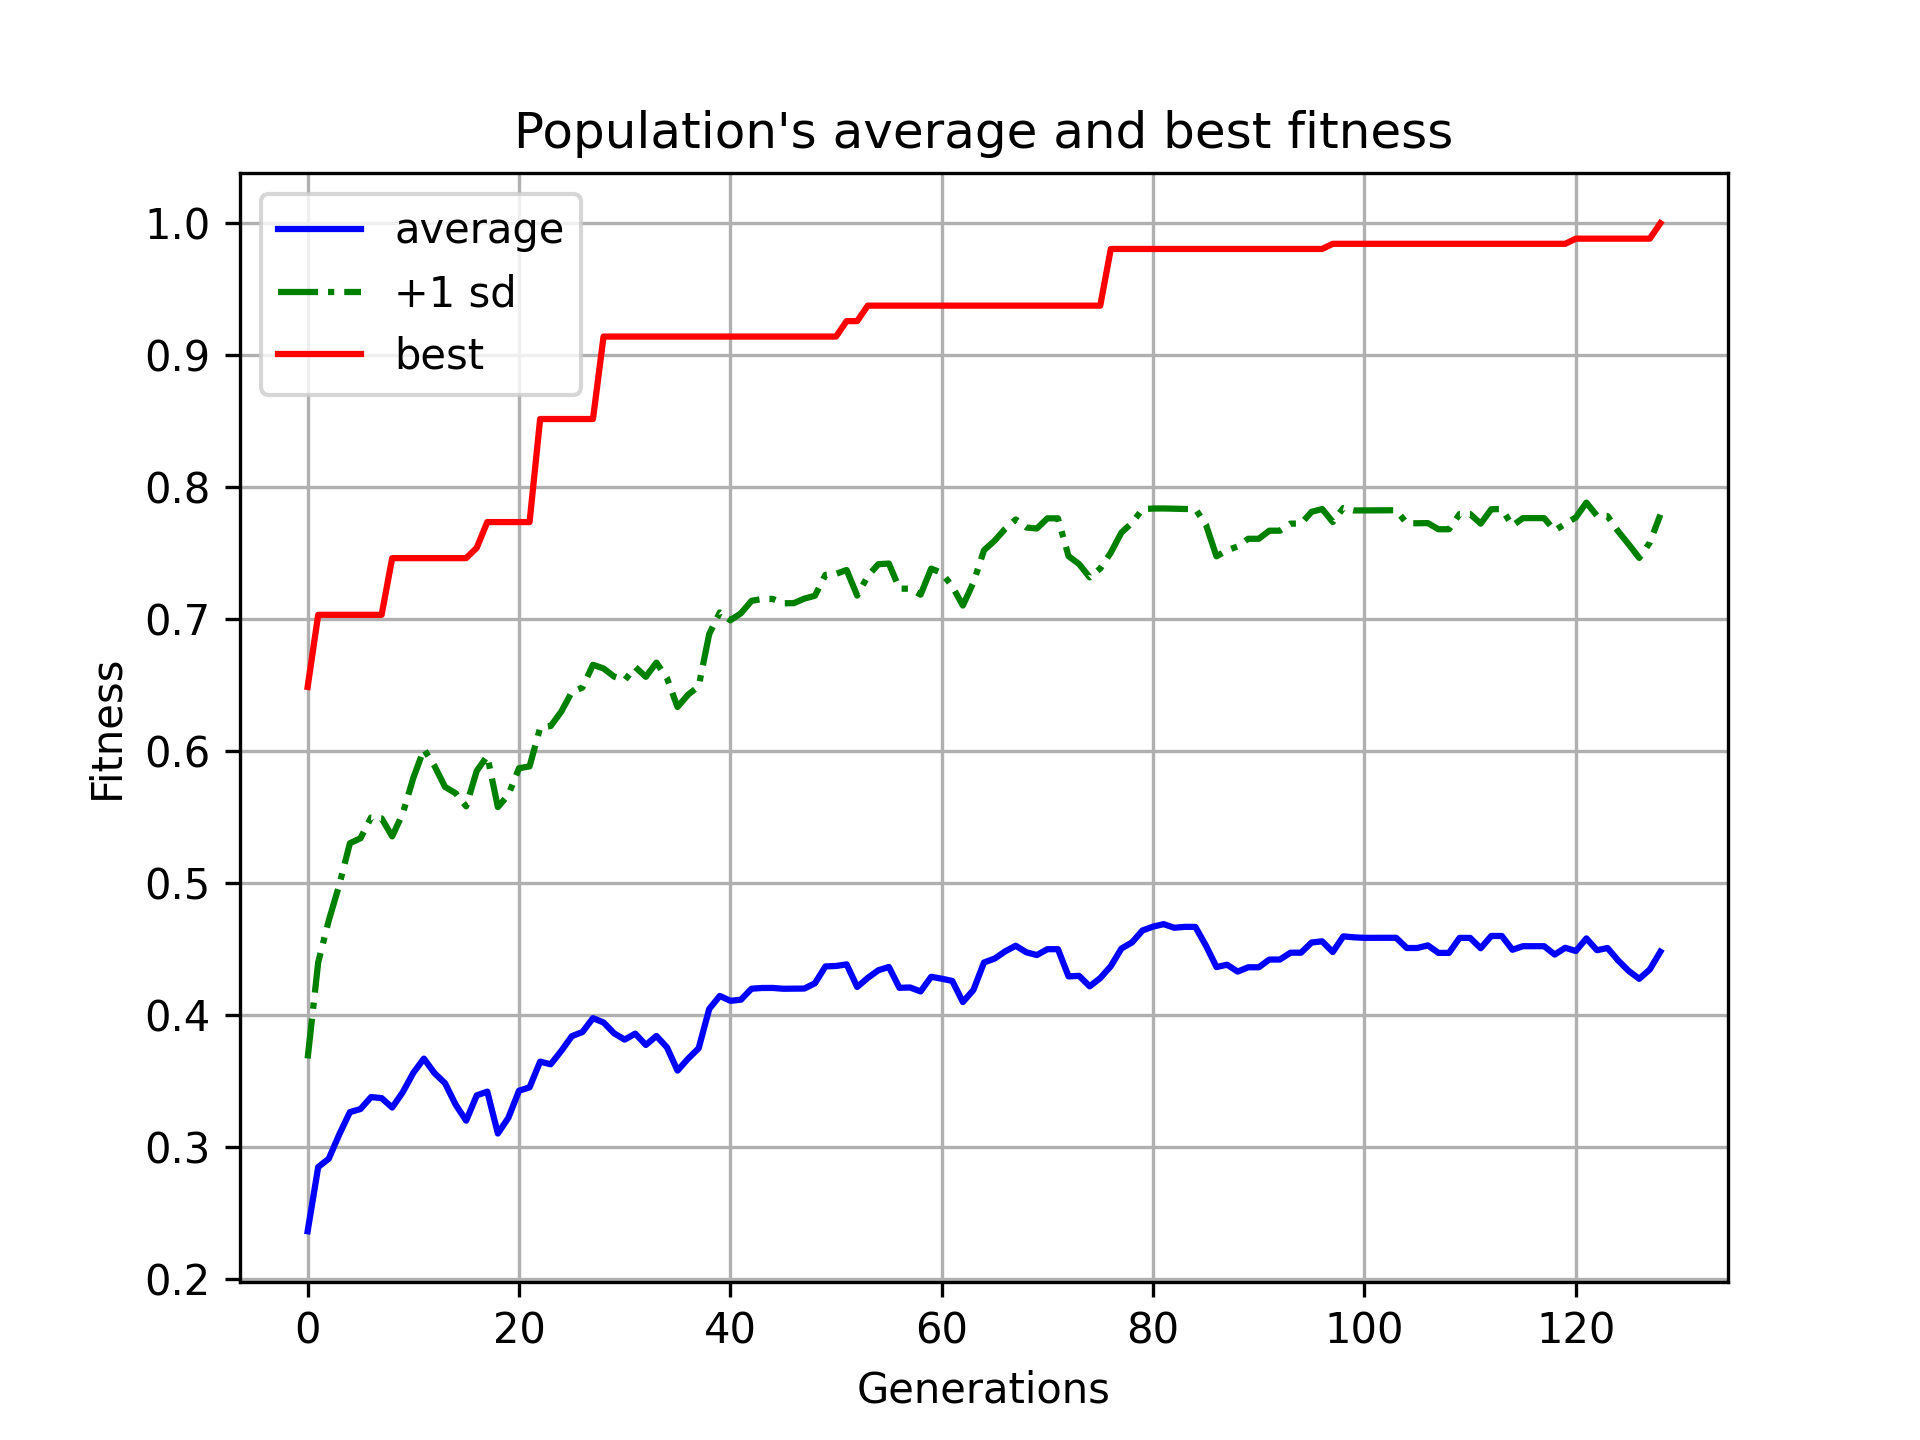 Population's average and best fitness
average
+1 sd
best
1.0
0.9
0.8
0.7
0.6
0.5
0.4
0.3
0.2
Fitness
0 20 40 60 80 100 120
Generations